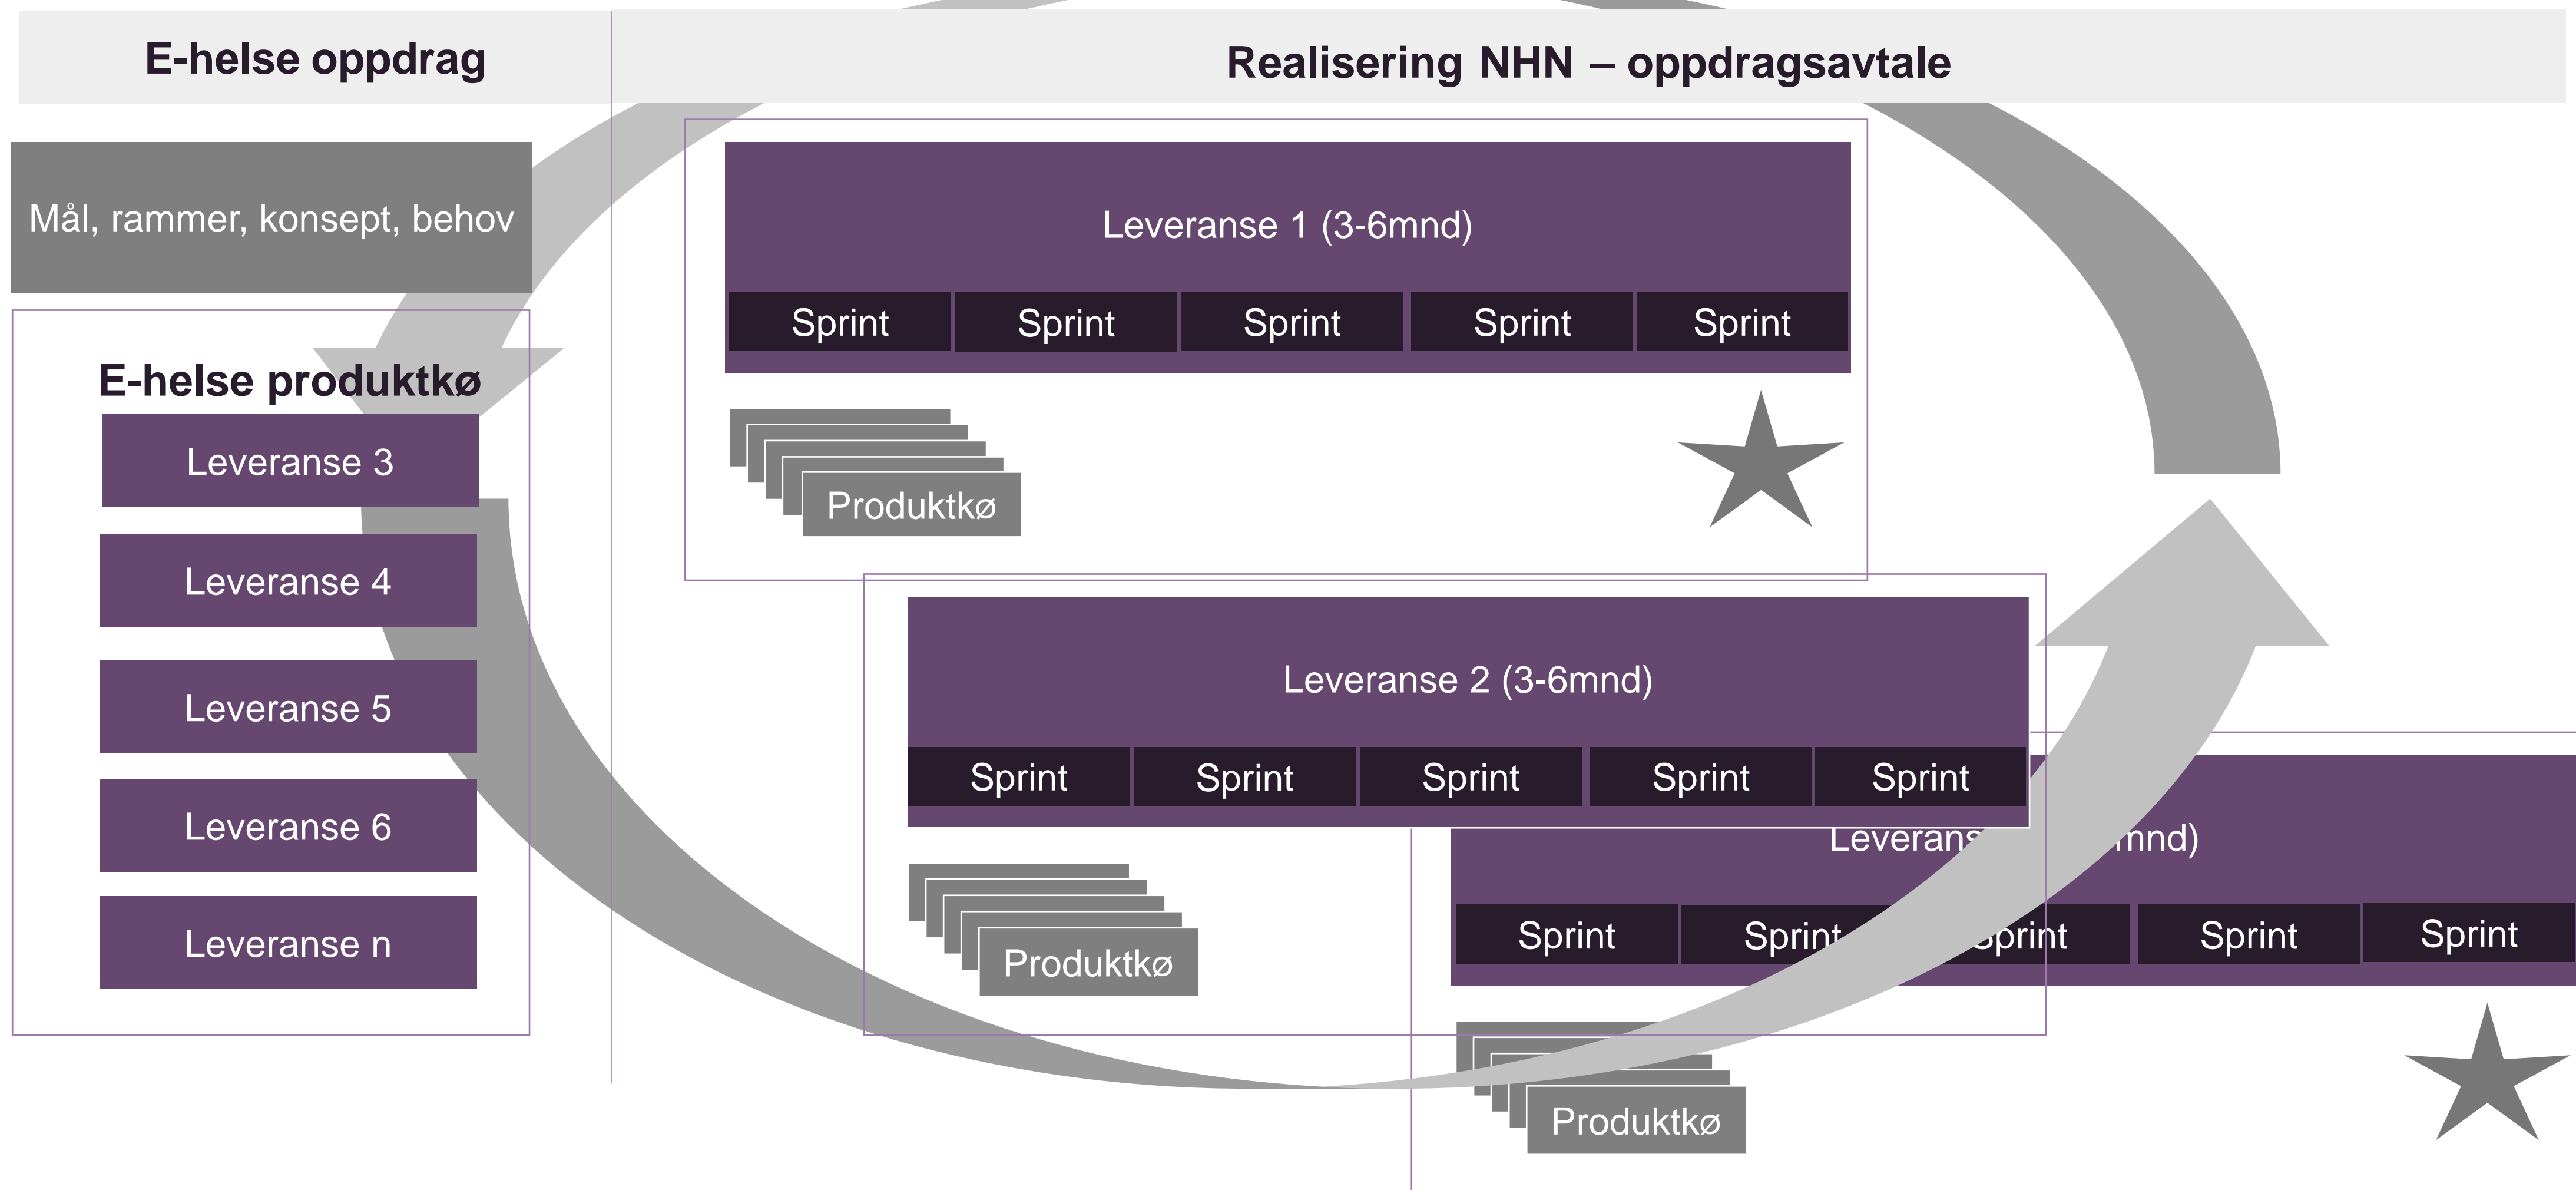 E-helse oppdrag
Realisering NHN – oppdragsavtale
Mål, rammer, konsept, behov
E-helse produktkø
Leveranse 3
Leveranse 4
Leveranse 5
Leveranse 6
Leveranse n
Leveranse 1 (3-6mnd)
Sprint Sprint Sprint Sprint Sprint
Produktkø
Leveranse 2 (3-6mnd)
Sprint Sprint Sprint Sprint Sprint
Produktkø
Sprint Sprint Sprint Sprint Sprint
Produktkø